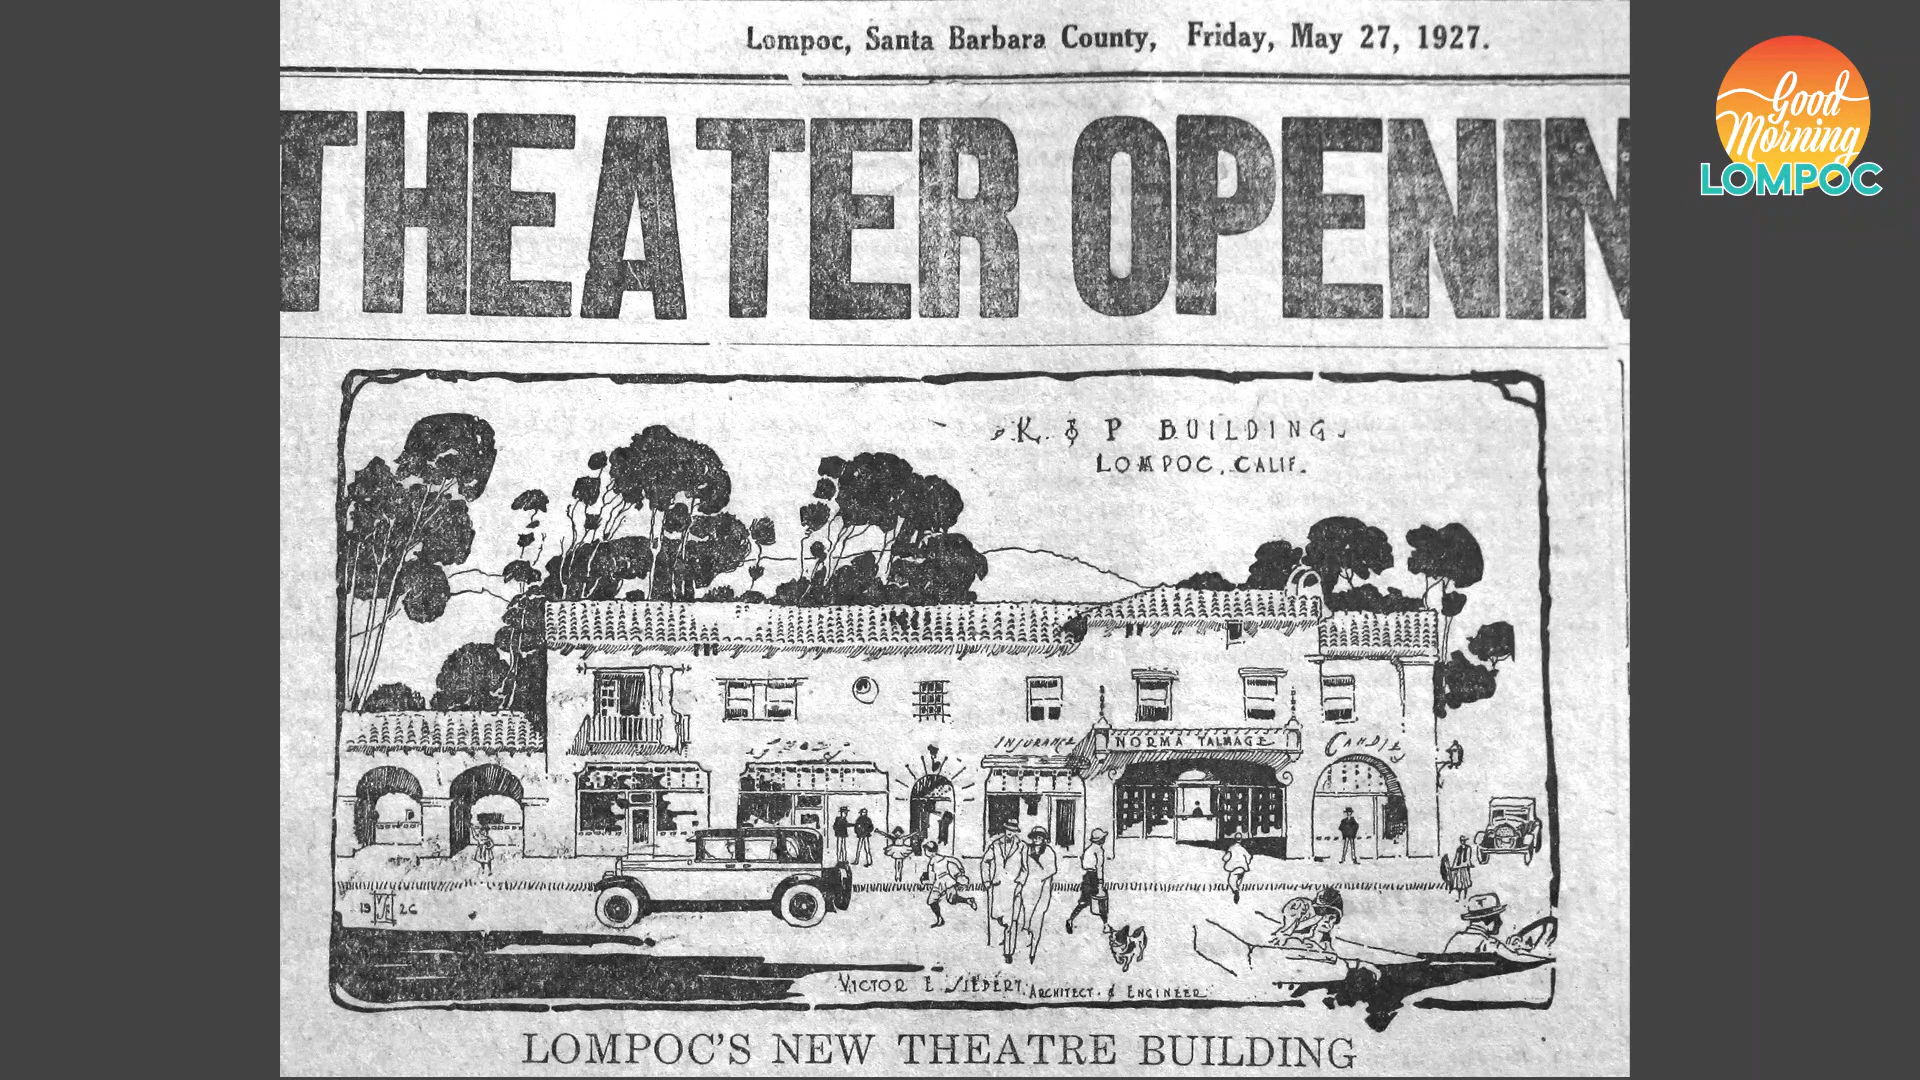 Lompoc, Santa Barbara County, Friday, May 27, 1927.
Good
Morning
LOMPOC
THEATER OPENIN
K. & P BUILDING
LOMPOC, CALIF.
INSURANCE
NORMA TALMAGE
CANDIES
1926
VICTOR E SIEBERT, ARCHITECT. & ENGINEER
LOMPOC'S NEW THEATRE BUILDING